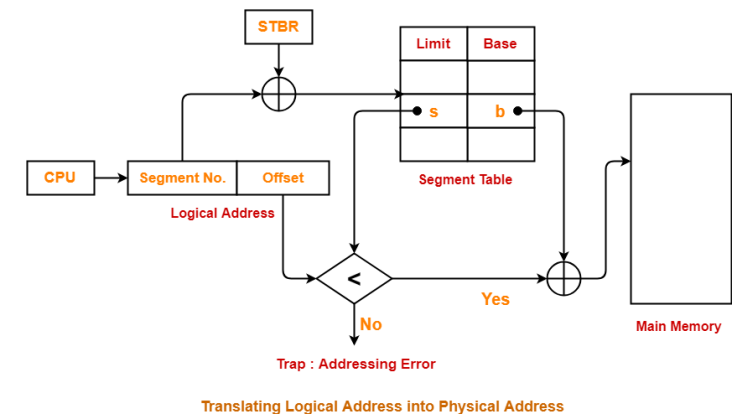 STBR
Limit Base
s b
CPU Segment No. Offset
Segment Table
Logical Address
<
Yes
No
Main Memory
Trap : Addressing Error
Translating Logical Address into Physical Address